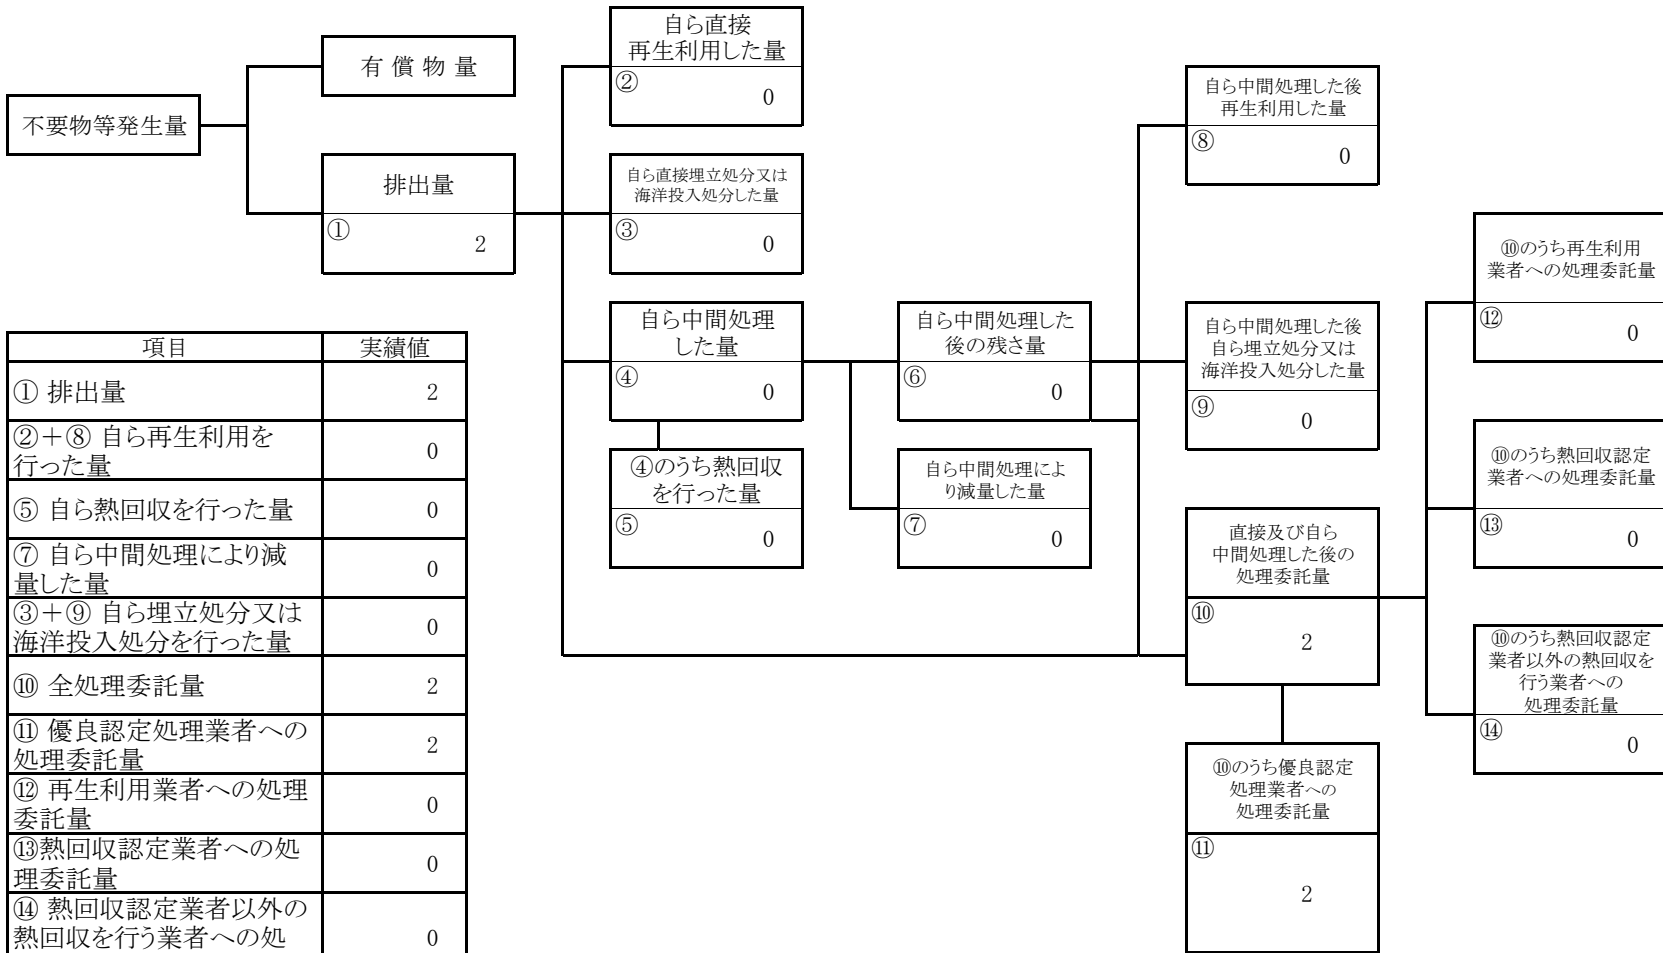 不要物等発生量
有 償 物 量
排出量
①
2
自ら直接
再生利用した量
②
0
自ら直接埋立処分又は
海洋投入処分した量
③
0
自ら中間処理
した量
④
0
④のうち熱回収
を行った量
⑤
0
自ら中間処理した
後の残さ量
⑥
0
自ら中間処理によ
り減量した量
⑦
0
自ら中間処理した後
再生利用した量
⑧
0
自ら中間処理した後
自ら埋立処分又は
海洋投入処分した量
⑨
0
直接及び自ら
中間処理した後の
処理委託量
⑩
2
⑩のうち優良認定
処理業者への
処理委託量
⑪
2
⑩のうち再生利用
業者への処理委託量
⑫
0
⑩のうち熱回収認定
業者への処理委託量
⑬
0
⑩のうち熱回収認定
業者以外の熱回収を
行う業者への
処理委託量
⑭
0
項目 実績値
① 排出量 2
②＋⑧ 自ら再生利用を
行った量 0
⑤ 自ら熱回収を行った量 0
⑦ 自ら中間処理により減
量した量 0
③＋⑨ 自ら埋立処分又は
海洋投入処分を行った量 0
⑩ 全処理委託量 2
⑪ 優良認定処理業者への
処理委託量 2
⑫ 再生利用業者への処理
委託量 0
⑬熱回収認定業者への処
理委託量 0
⑭ 熱回収認定業者以外の
熱回収を行う業者への処 0